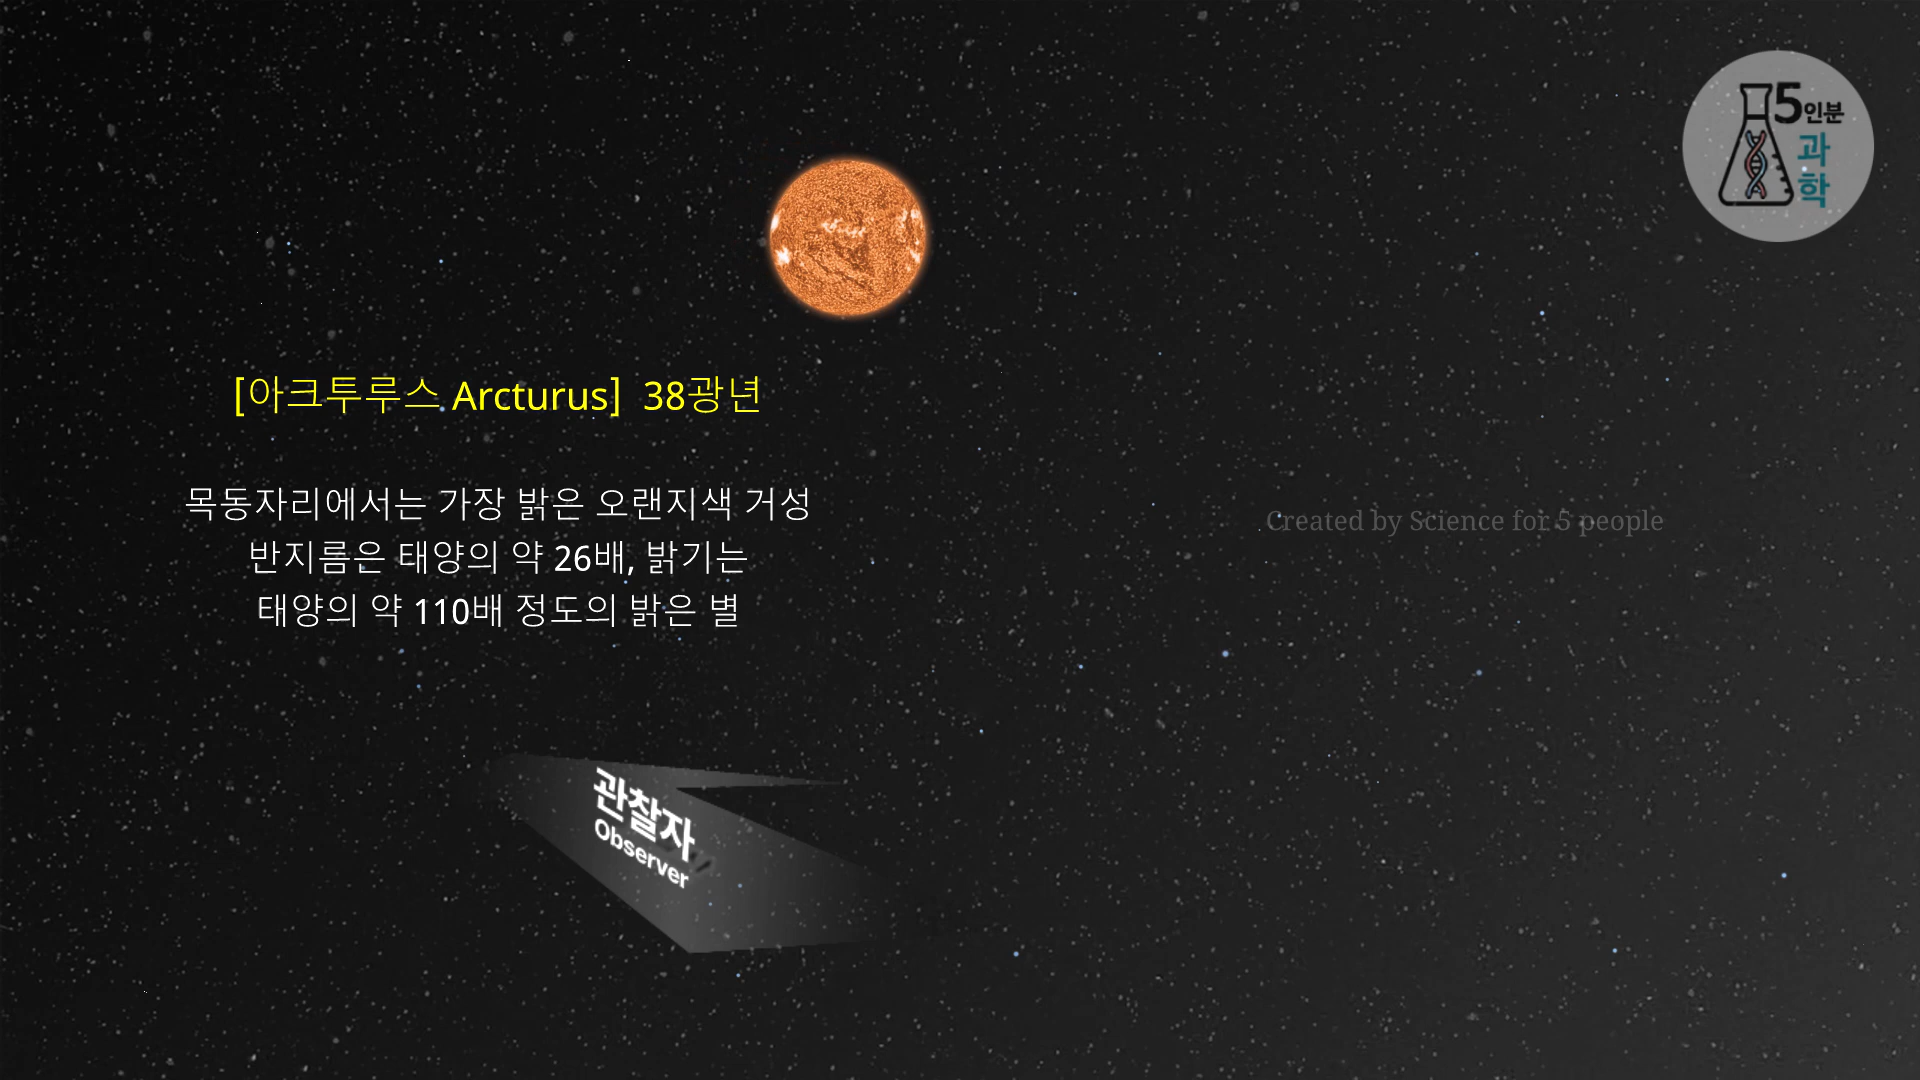 5인분
과
학
[아크투루스 Arcturus] 38광년
목동자리에서는 가장 밝은 오랜지색 거성
반지름은 태양의 약 26배, 밝기는
태양의 약 110배 정도의 밝은 별
Created by Science for 5 people
관찰자
Observer